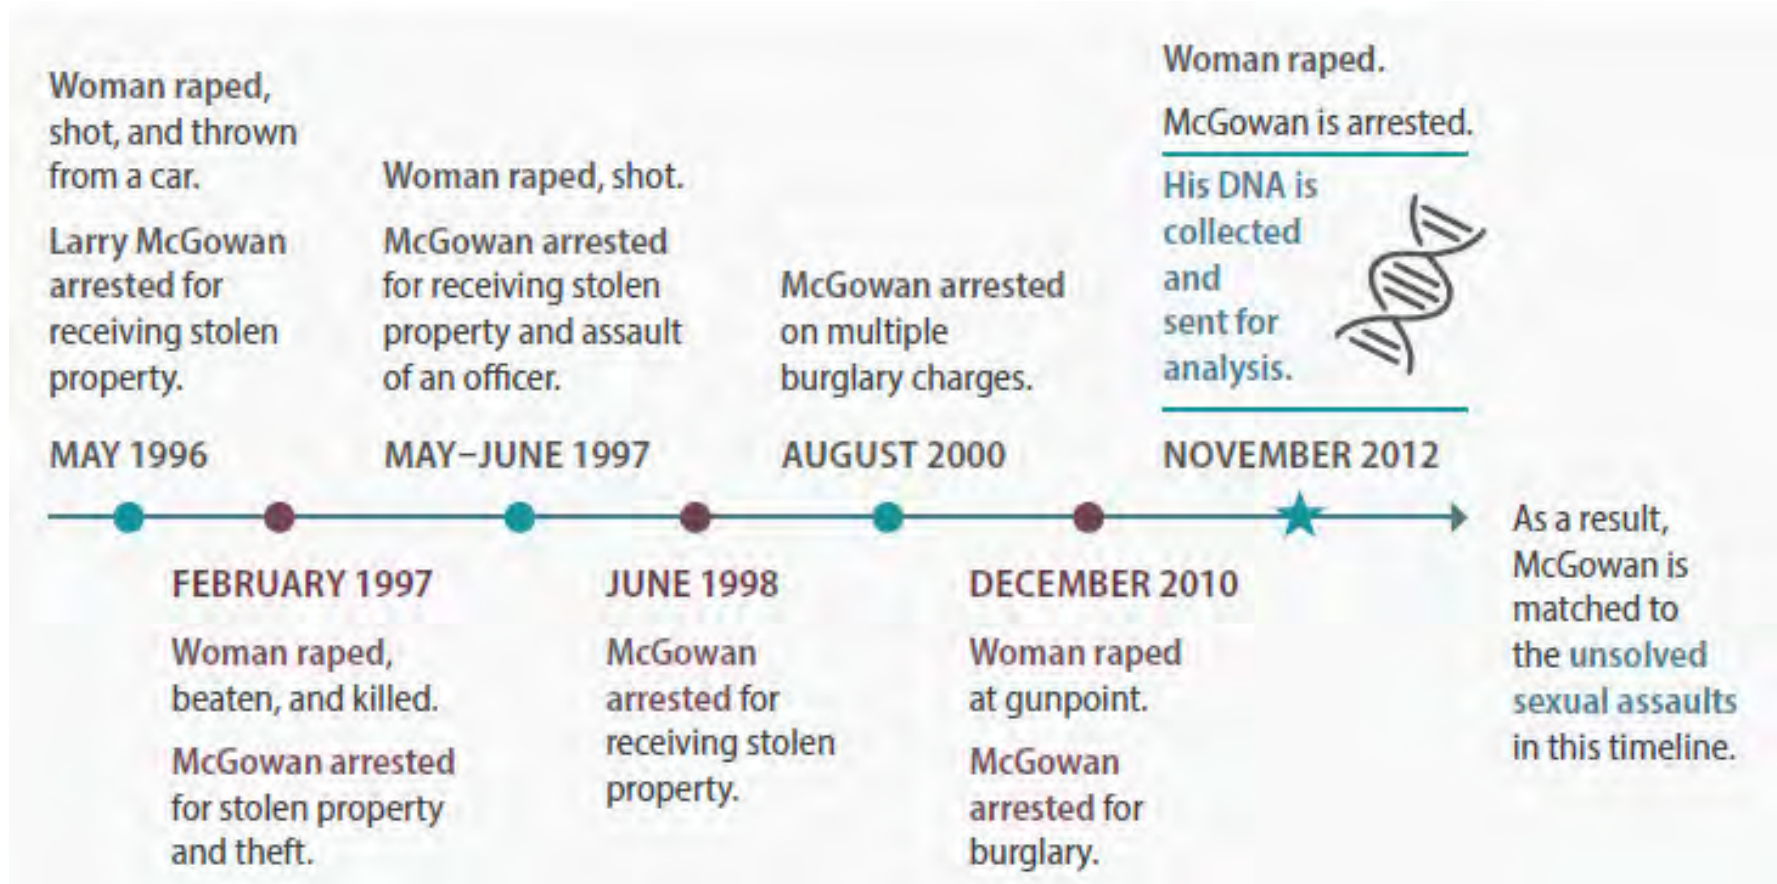 Woman raped,
shot, and thrown
from a car.
Larry McGowan
arrested for
receiving stolen
property.
MAY 1996
FEBRUARY 1997
Woman raped,
beaten, and killed.
McGowan arrested
for stolen property
and theft.
Woman raped, shot.
McGowan arrested
for receiving stolen
property and assault
of an officer.
MAY–JUNE 1997
JUNE 1998
McGowan
arrested for
receiving stolen
property.
McGowan arrested
on multiple
burglary charges.
AUGUST 2000
DECEMBER 2010
Woman raped
at gunpoint.
McGowan
arrested for
burglary.
Woman raped.
McGowan is arrested.
His DNA is
collected
and
sent for
analysis.
NOVEMBER 2012
As a result,
McGowan is
matched to
the unsolved
sexual assaults
in this timeline.